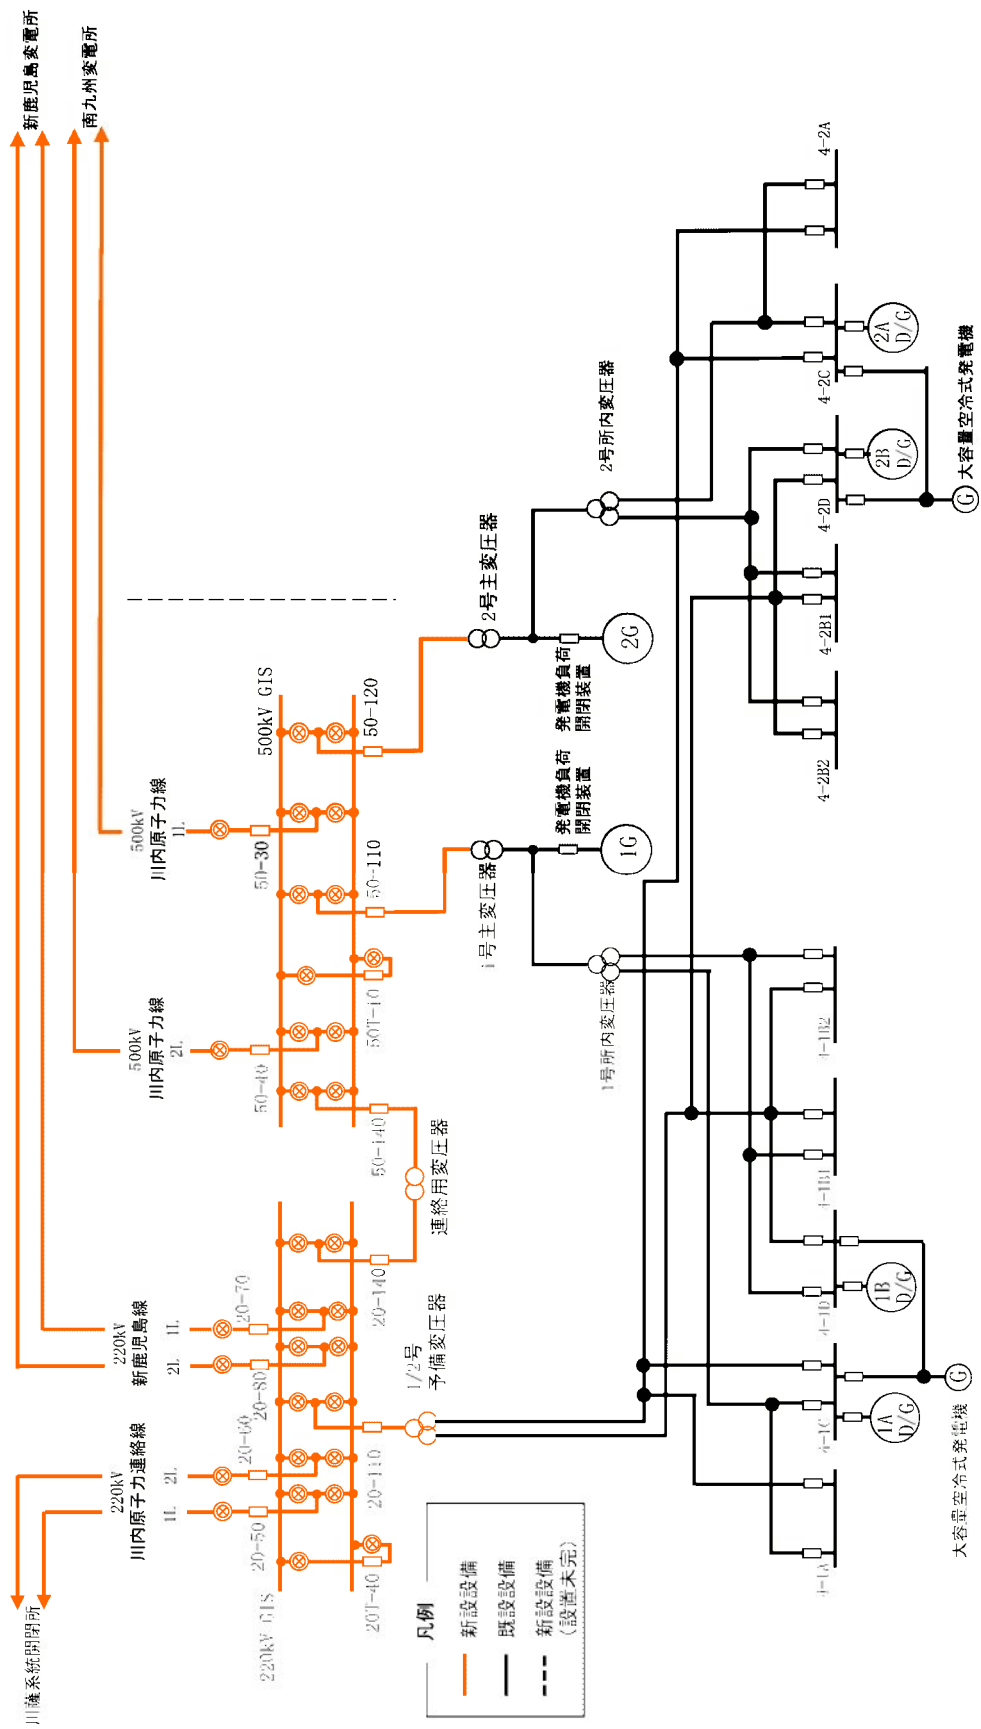 新鹿児島変電所
南九州変電所
500kV
川内原子力線
1L
500kV
川内原子力線
2L
220kV
新鹿児島線
1L
2L
220kV
川内原子力連絡線
2L
1L
川薩系統開閉所
500kV GIS
50-120
50-30
50-110
50T-10
50-40
50-140
連絡用変圧器
20-70
20-140
20-80
20-60
20-110
20-50
20T-40
220kV GIS
1/2号
予備変圧器
2号主変圧器
1号主変圧器
発電機負荷
開閉装置
発電機負荷
開閉装置
2G
1G
2号所内変圧器
1号所内変圧器
4-2A
4-2C
4-2D
4-2B1
4-2B2
2A
D/G
2B
D/G
G
大容量空冷式発電機
4-1B2
4-1B1
4-1D
4-1C
4-1A
1B
D/G
1A
D/G
G
大容量空冷式発電機
凡例
新設設備
既設設備
新設設備
(設置未完)